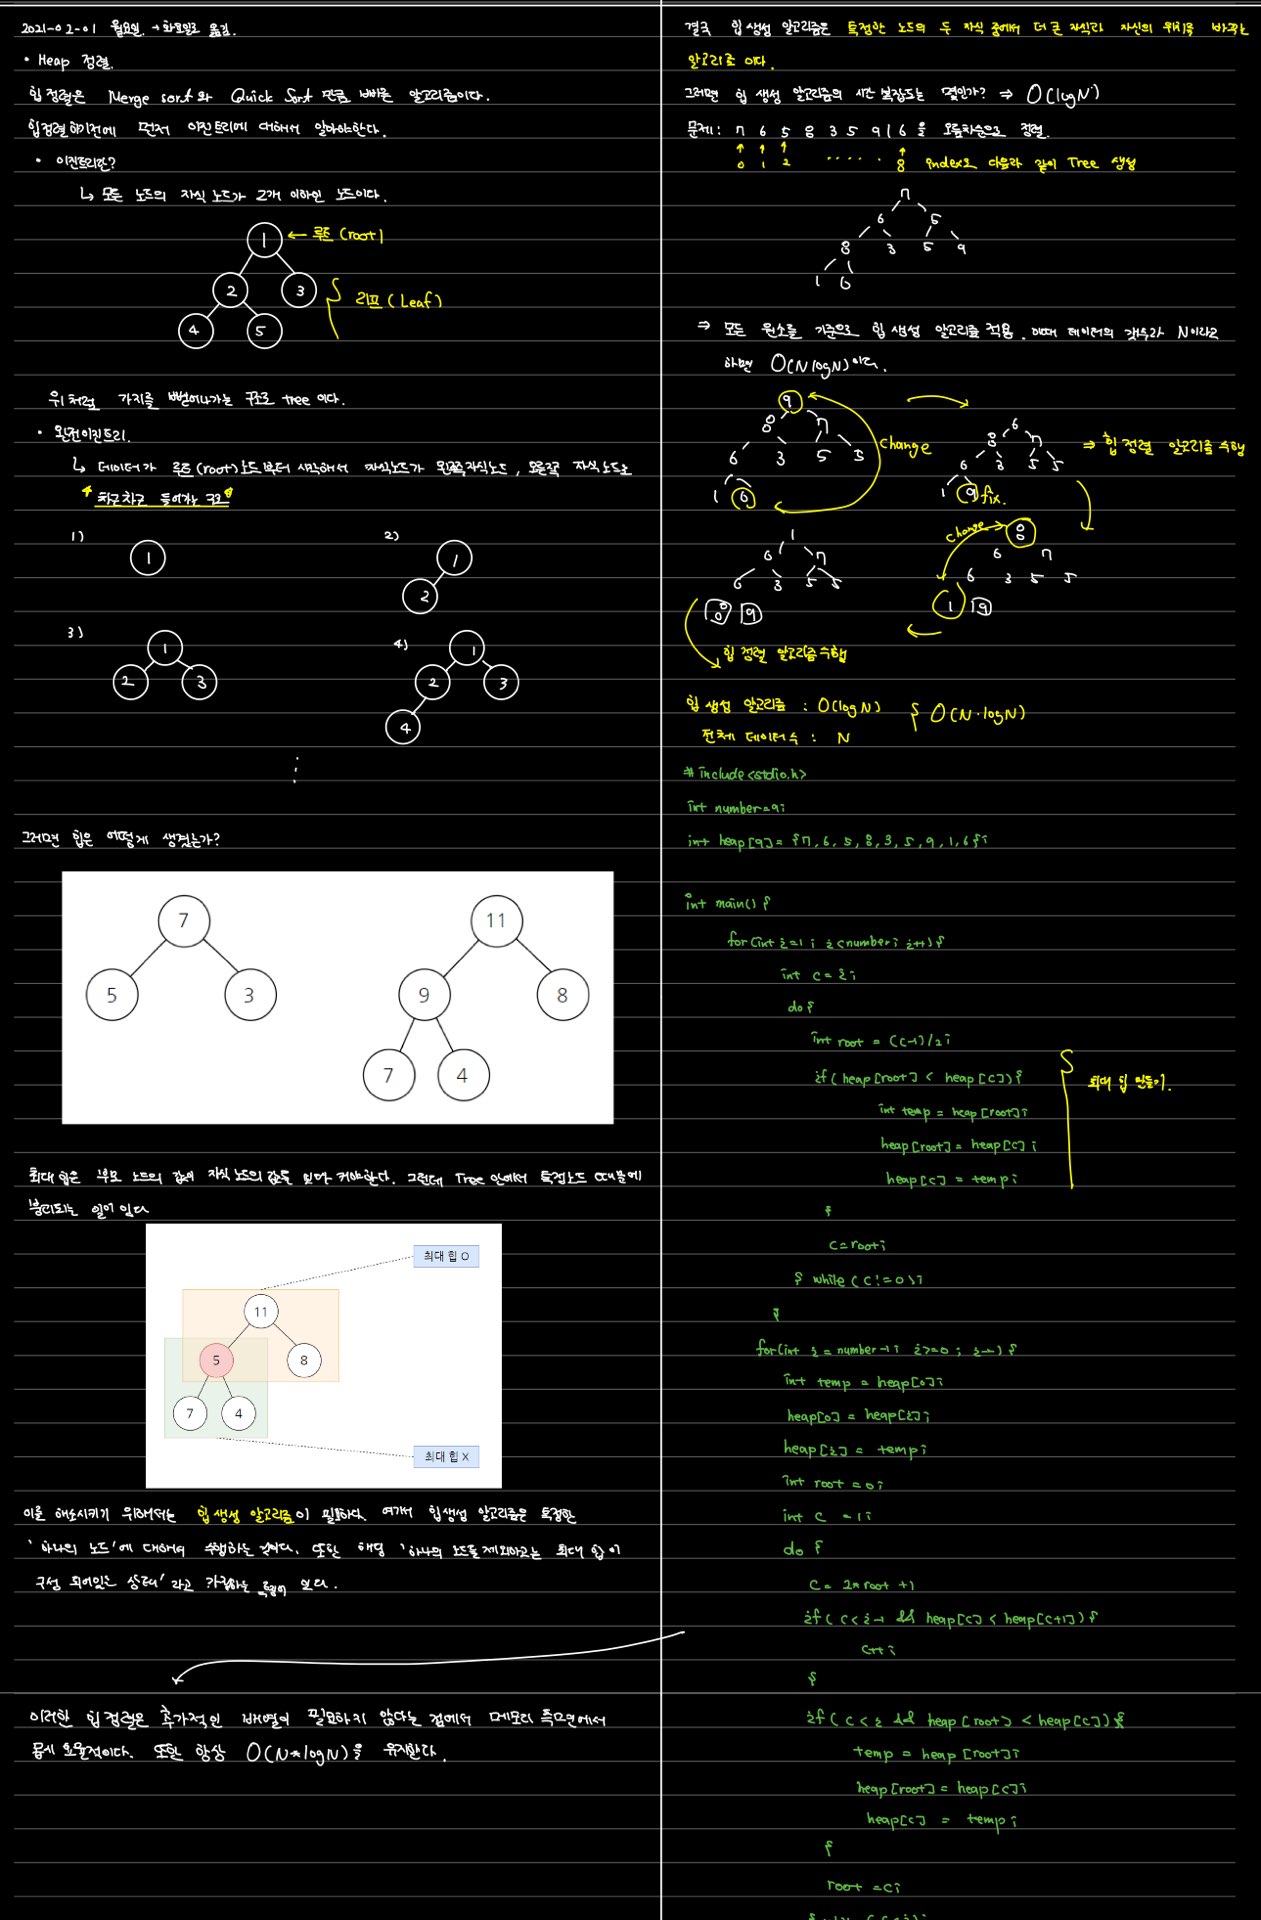 2021-02-01 월요일. → 화요일로 옮김.
• Heap 정렬.
힙 정렬은 Merge sort와 Quick Sort 만큼 빠른 알고리즘이다.
힙정렬하기전에 먼저 이진트리에 대해서 알아야한다.
• 이진트리란?
↳ 모든 노드의 자식 노드가 2개 이하인 노드이다.
1 ← 루트 (root)
2 3
리프 (Leaf)
4 5
위처럼 가지를 뻗어나가는 구조로 tree 이다.
• 완전이진트리.
↳ 데이터가 루트(root)노드부터 시작해서 자식노드가 왼쪽자식노드, 오른쪽 자식노드로
"차근차근 들어가는 구조"
1) 2)
1 1
2
3) 4)
1 1
2 3 2 3
4
⋮
그러면 힙은 어떻게 생겼는가?
7 11
5 3 9 8
7 4
최대 힙은 부모 노드의 값이 자식 노드의 값들 보다 커야한다. 그런데 Tree 안에서 특정노드 때문에
분리되는 일이 있다
최대 힙 O
11
5 8
7 4
최대 힙 X
이를 해소시키기 위해서는 힙 생성 알고리즘이 필요하다. 여기서 힙생성 알고리즘은 특정한
'하나의 노드'에 대해서 수행하는 것이다. 또한 해당 '하나의 노드를 제외하고는 최대 힙이
구성 되어있는 상태' 라고 가정하는 특징이 있다.
이러한 힙 정렬은 추가적인 배열이 필요하지 않다는 점에서 메모리 측면에서
몹시 효율적이다. 또한 항상 O(N*logN)을 유지한다.
결국 힙 생성 알고리즘은 특정한 노드의 두 자식 중에서 더 큰 자식과 자신의 위치를 바꾸는
알고리즘 이다.
그러면 힙 생성 알고리즘의 시간 복잡도는 몇인가? ⇒ O(logN)
문제: 7 6 5 8 3 5 9 1 6 을 오름차순으로 정렬.
↑ ↑ ↑ ↑
0 1 2 ...... 8 index로 다음과 같이 Tree 생성
7
6 5
8 3 5 9
1 6
⇒ 모든 원소를 기준으로 힙 생성 알고리즘 적용. 이때 데이터의 갯수가 N이라고
하면 O(NlogN)이다.
9
8 7
6 3 5 5
1 6
change
6
8 7
6 3 5 5
1 9 fix.
⇒ 힙 정렬 알고리즘 수행
change 8
6 7
6 3 5 5
1 9
1
6 7
6 3 5 5
8 9
힙 정렬 알고리즘수행
힙 생성 알고리즘 : O(logN)
전체 데이터수 : N
} O(N·logN)
#include<stdio.h>
int number=9;
int heap[9]= {7,6,5,8,3,5,9,1,6};
int main() {
for(int i=1; i<number; i++){
int c=i;
do {
int root = (c-1)/2;
if(heap[root] < heap[c]){
int temp = heap[root];
heap[root]= heap[c];
heap[c] = temp;
최대 힙 만들기.
}
c=root;
} while(c!=0);
}
for(int i = number-1; i>=0; i--) {
int temp = heap[0];
heap[0] = heap[i];
heap[i] = temp;
int root =0;
int c =1;
do {
c= 2*root +1
if(c<i-1 && heap[c] < heap[c+1]){
c++;
}
if(c<i && heap[root] < heap[c]){
temp = heap[root];
heap[root]= heap[c];
heap[c] = temp;
}
root =c;
} while (c<i);